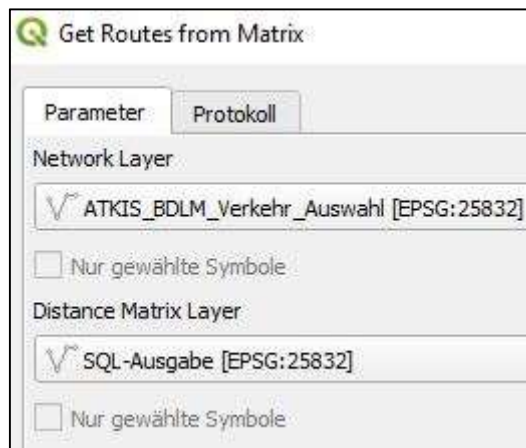 Get Routes from Matrix
Parameter Protokoll
Network Layer
ATKIS_BDLM_Verkehr_Auswahl [EPSG:25832]
Nur gewählte Symbole
Distance Matrix Layer
SQL-Ausgabe [EPSG:25832]
Nur gewählte Symbole